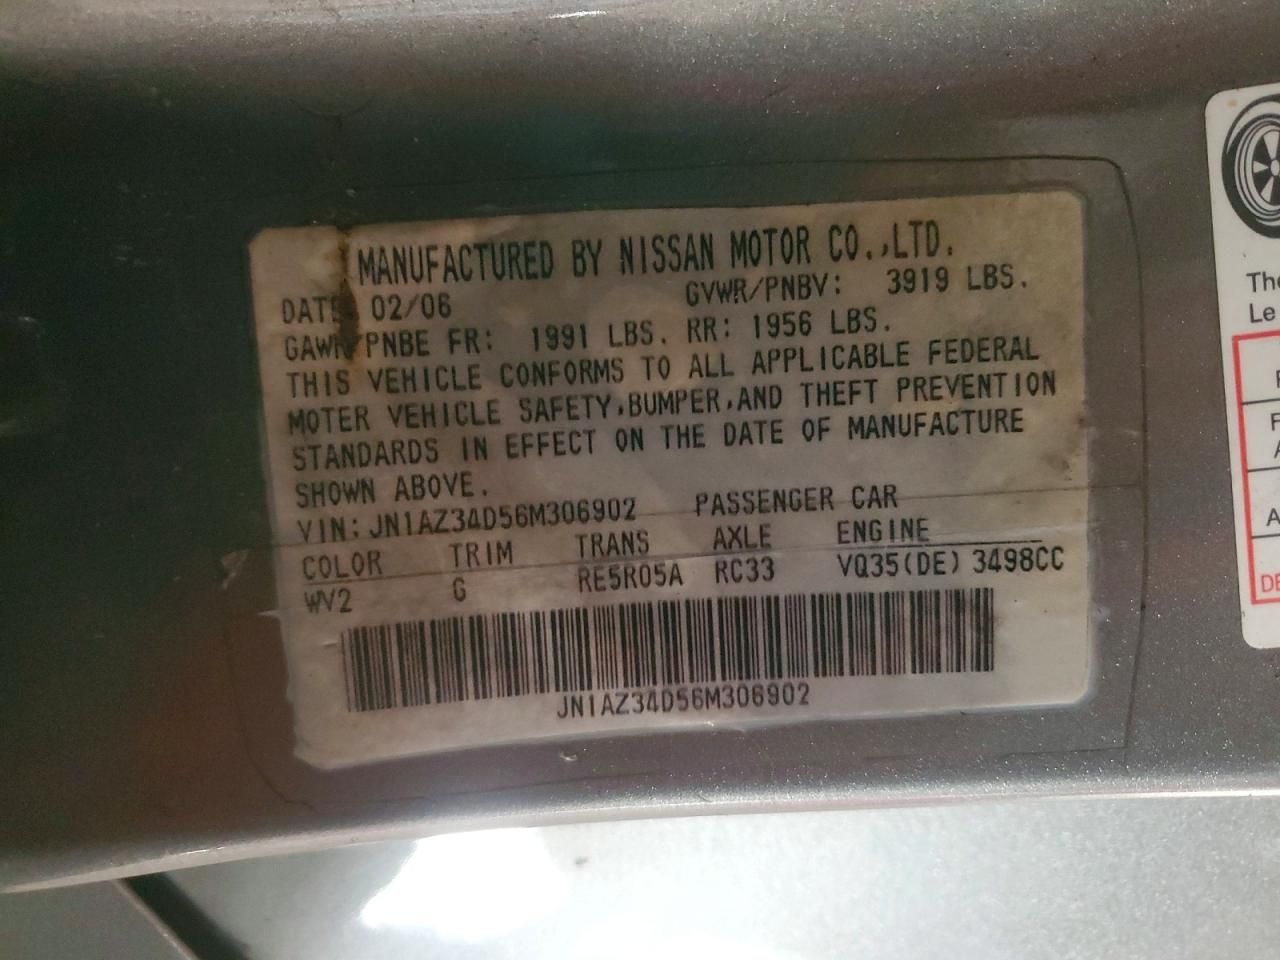 MANUFACTURED BY NISSAN MOTOR CO.,LTD.
DATE 02/06 GVWR/PNBV: 3919 LBS.
GAWR/PNBE FR: 1991 LBS. RR: 1956 LBS.
THIS VEHICLE CONFORMS TO ALL APPLICABLE FEDERAL
MOTER VEHICLE SAFETY,BUMPER,AND THEFT PREVENTION
STANDARDS IN EFFECT ON THE DATE OF MANUFACTURE
SHOWN ABOVE.
VIN: JN1AZ34D56M306902 PASSENGER CAR
COLOR TRIM TRANS AXLE ENGINE
WV2 G RE5R05A RC33 VQ35(DE) 3498CC
JN1AZ34D56M306902
The
Le
F
A
A
DE